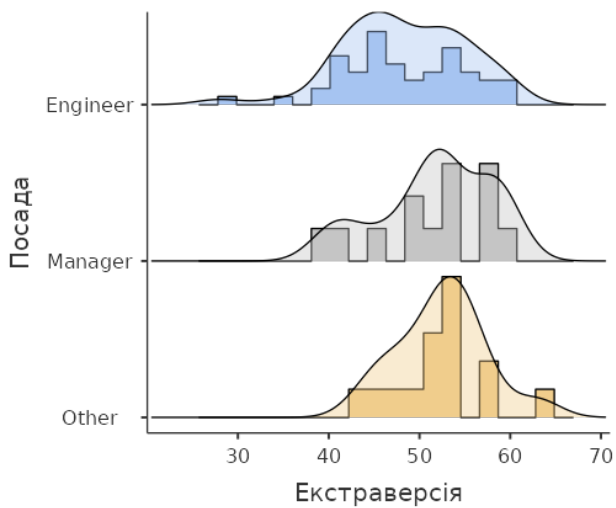 Engineer
Manager
Other
Посада
30 40 50 60 70
Екстраверсія